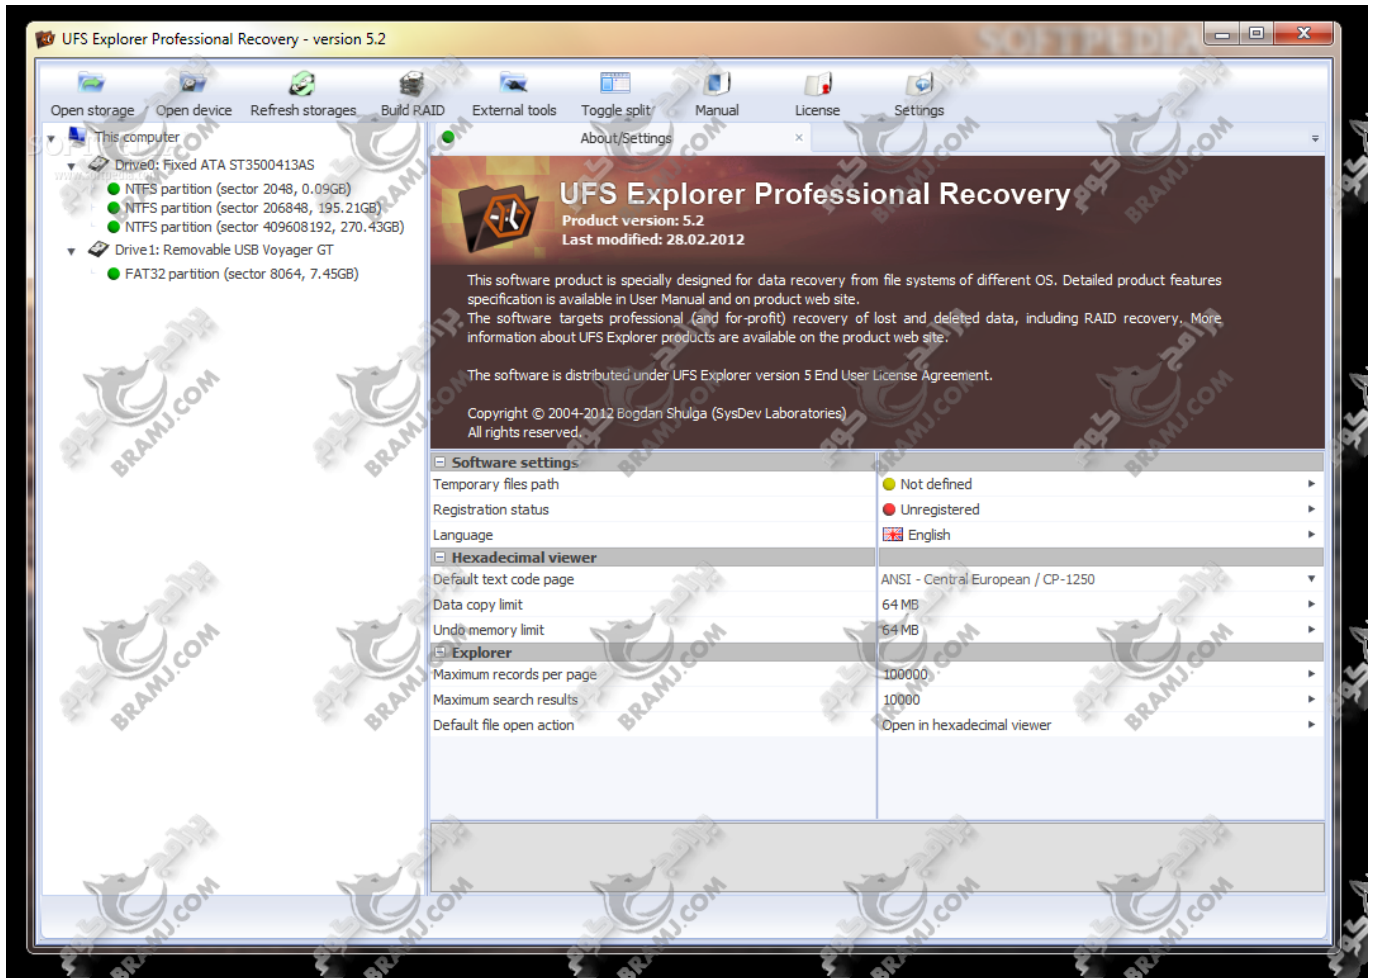 UFS Explorer Professional Recovery - version 5.2
SOFTPEDIA
Open storage
Open device
Refresh storages
Build RAID
External tools
Toggle split
Manual
License
Settings
This computer
Drive0: Fixed ATA ST3500413AS
NTFS partition (sector 2048, 0.09GB)
NTFS partition (sector 206848, 195.21GB)
NTFS partition (sector 409608192, 270.43GB)
Drive1: Removable USB Voyager GT
FAT32 partition (sector 8064, 7.45GB)
About/Settings
UFS Explorer Professional Recovery
Product version: 5.2
Last modified: 28.02.2012
This software product is specially designed for data recovery from file systems of different OS. Detailed product features
specification is available in User Manual and on product web site.
The software targets professional (and for-profit) recovery of lost and deleted data, including RAID recovery. More
information about UFS Explorer products are available on the product web site.
The software is distributed under UFS Explorer version 5 End User License Agreement.
Copyright © 2004-2012 Bogdan Shulga (SysDev Laboratories)
All rights reserved.
Software settings
Temporary files path
Not defined
Registration status
Unregistered
Language
English
Hexadecimal viewer
Default text code page
ANSI - Central European / CP-1250
Data copy limit
64 MB
Undo memory limit
64 MB
Explorer
Maximum records per page
100000
Maximum search results
10000
Default file open action
Open in hexadecimal viewer
برامج كوم
BRAMJ.COM